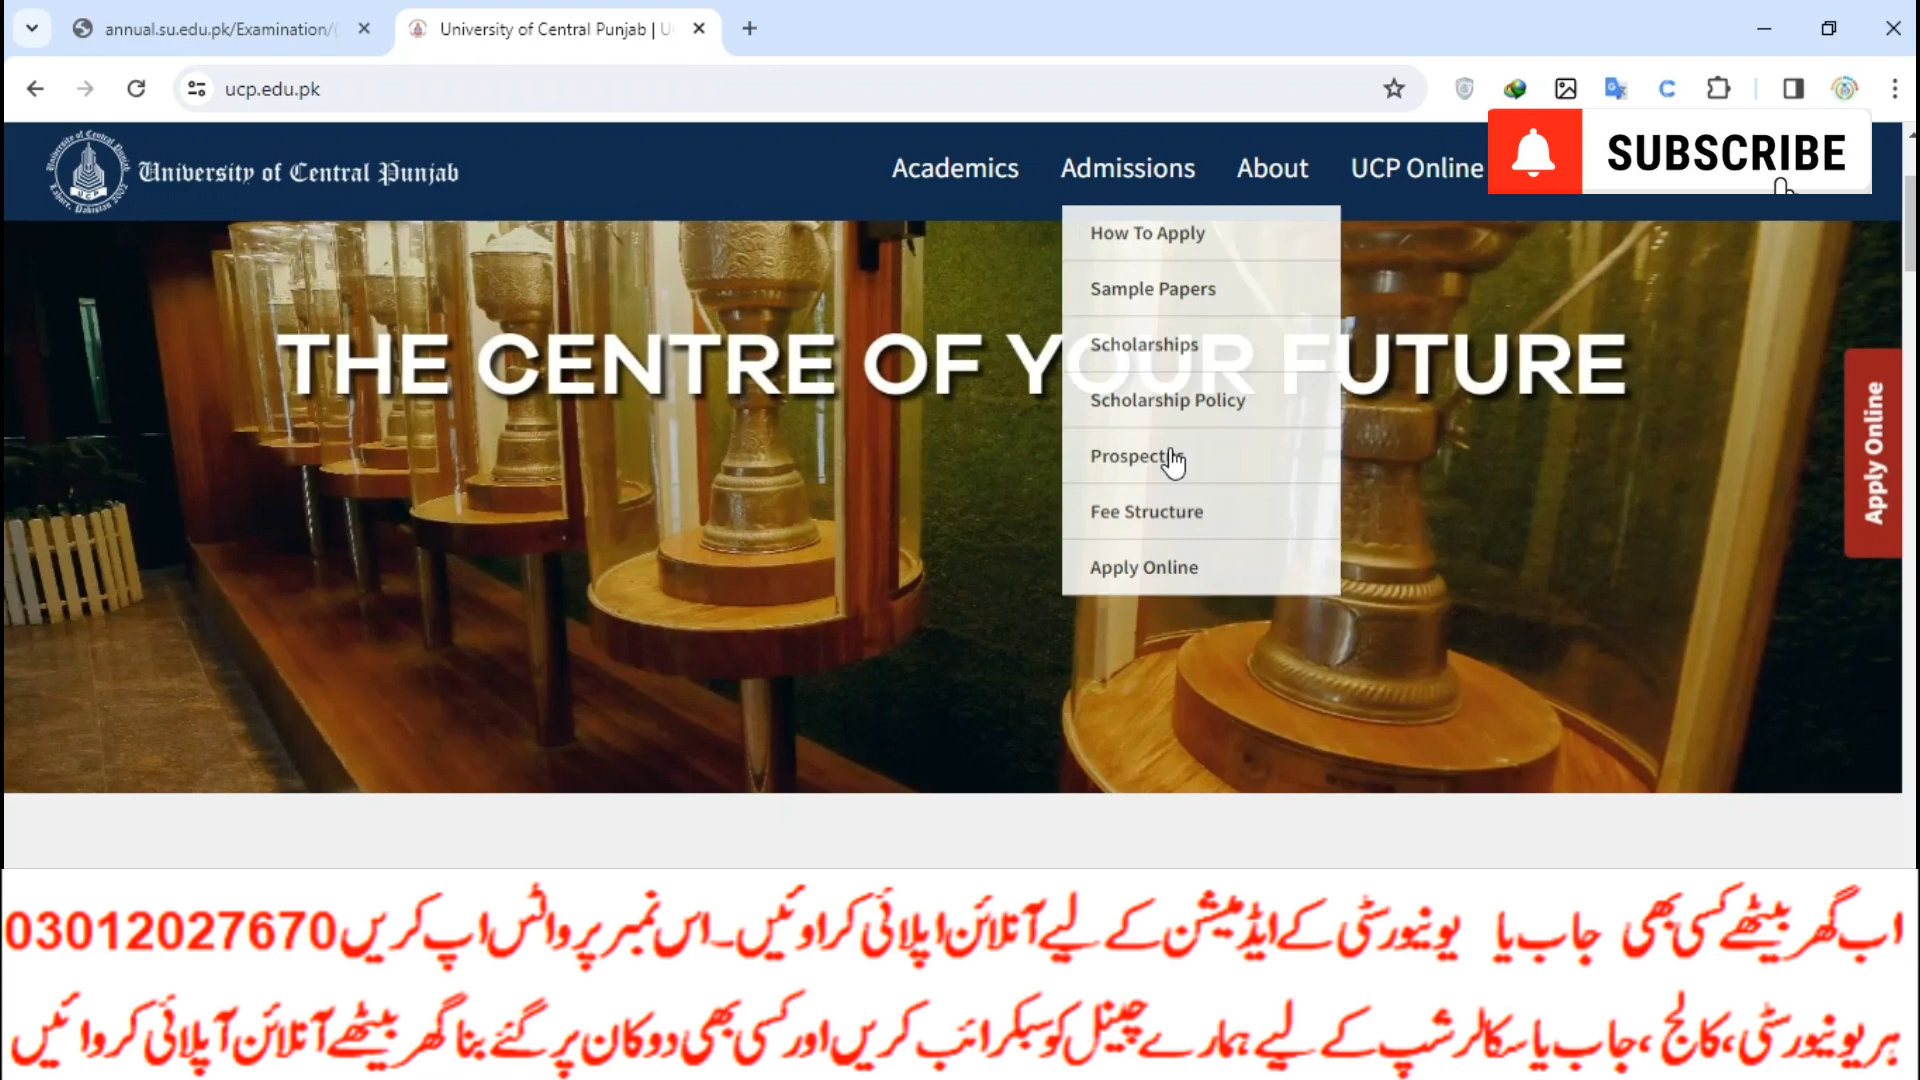 annual.su.edu.pk/Examination/(
University of Central Punjab | U
ucp.edu.pk
University of Central Punjab
Academics
Admissions
About
UCP Online
SUBSCRIBE
How To Apply
Sample Papers
Scholarships
Scholarship Policy
Prospectus
Fee Structure
Apply Online
THE CENTRE OF YOUR FUTURE
Apply Online
اب گھر بیٹھے کسی بھی جاب یا یونیورسٹی کے ایڈمیشن کے لیے آنلائن اپلائی کراوئیں۔اس نمبر پر واٹس اپ کریں 03012027670
ہر یونیورسٹی، کالج ،جاب یا سکالرشپ کے لیے ہمارے چینل کو سبکرائب کریں اور کسی بھی دوکان پر گئے بنا گھر بیٹھے آنلائن آپلائی کروائیں